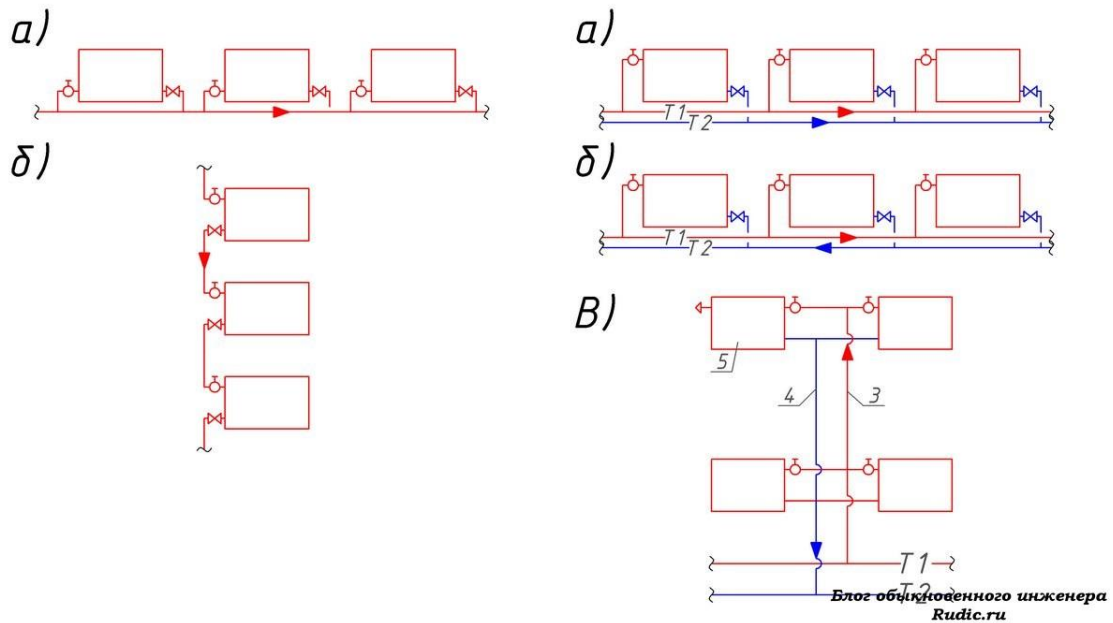 а)
б)
а)
Т1
Т2
б)
Т1
Т2
В)
5
4
3
Т1
Т2
Блог обыкновенного инженера
Rudic.ru